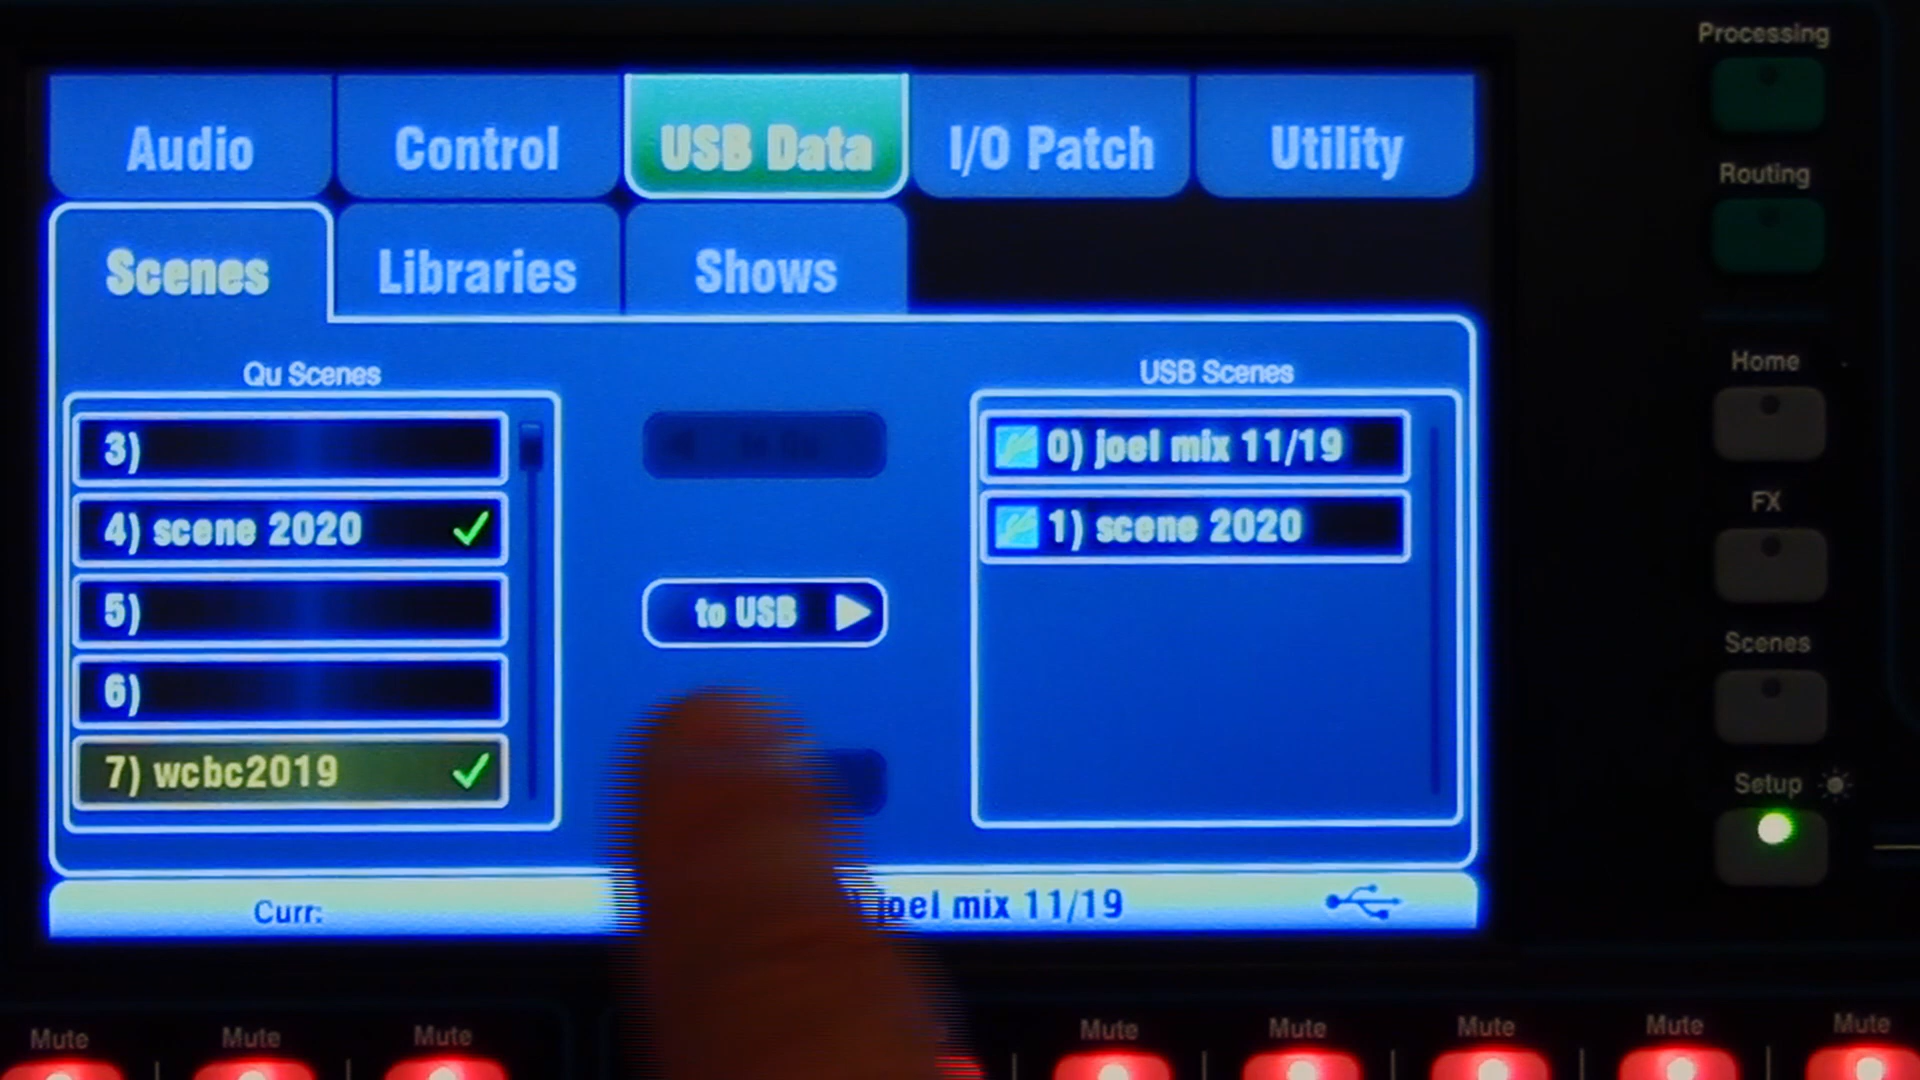 Processing
Audio
Control
USB Data
I/O Patch
Utility
Routing
Scenes
Libraries
Shows
Qu Scenes
USB Scenes
Home
3)
0) joel mix 11/19
4) scene 2020
1) scene 2020
FX
5)
to USB
6)
Scenes
7) wcbc2019
Setup
Curr:
joel mix 11/19
Mute
Mute
Mute
Mute
Mute
Mute
Mute
Mute